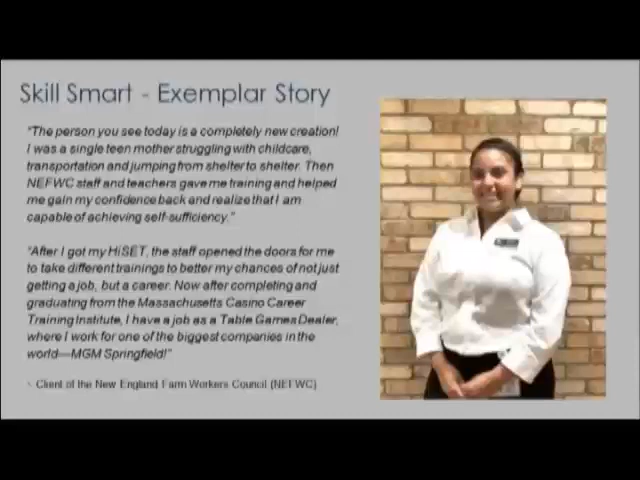 Skill Smart - Exemplar Story
"The person you see today is a completely new creation!
I was a single teen mother struggling with childcare,
transportation and jumping from shelter to shelter. Then
NEFWC staff and teachers gave me training and helped
me gain my confidence back and realize that I am
capable of achieving self-sufficiency."
"After I got my HiSET, the staff opened the doors for me
to take different trainings to better my chances of not just
getting a job, but a career. Now after completing and
graduating from the Massachusetts Casino Career
Training Institute, I have a job as a Table Games Dealer,
where I work for one of the biggest companies in the
world—MGM Springfield!"
- Client of the New England Farm Workers Council (NEFWC)